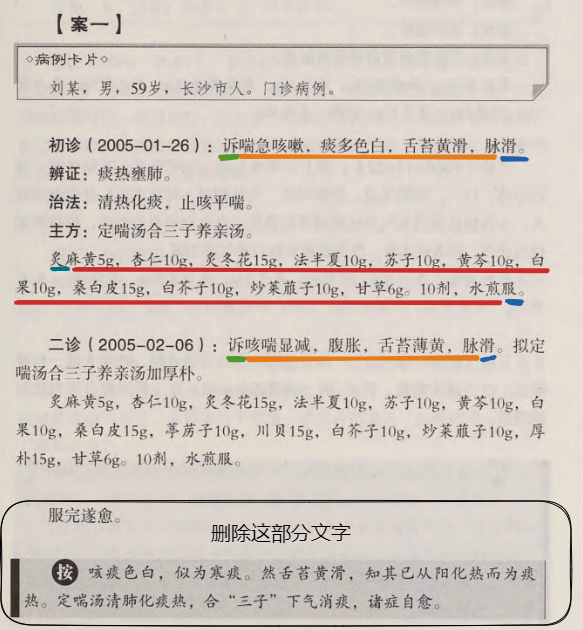 【案一】
◇病例卡片◇
刘某，男，59岁，长沙市人。门诊病例。
初诊（2005-01-26）：诉喘急咳嗽，痰多色白，舌苔黄滑，脉滑。
辨证：痰热壅肺。
治法：清热化痰，止咳平喘。
主方：定喘汤合三子养亲汤。
炙麻黄5g，杏仁10g，炙冬花15g，法半夏10g，苏子10g，黄芩10g，白
果10g，桑白皮15g，白芥子10g，炒莱菔子10g，甘草6g。10剂，水煎服。
二诊（2005-02-06）：诉咳喘显减，腹胀，舌苔薄黄，脉滑。拟定
喘汤合三子养亲汤加厚朴。
炙麻黄5g，杏仁10g，炙冬花15g，法半夏10g，苏子10g，黄芩10g，白
果10g，桑白皮15g，葶苈子10g，川贝15g，白芥子10g，炒莱菔子10g，厚
朴15g，甘草6g。10剂，水煎服。
服完遂愈。
删除这部分文字
按 咳痰色白，似为寒痰。然舌苔黄滑，知其已从阳化热而为痰
热。定喘汤清肺化痰热，合“三子”下气消痰，诸症自愈。